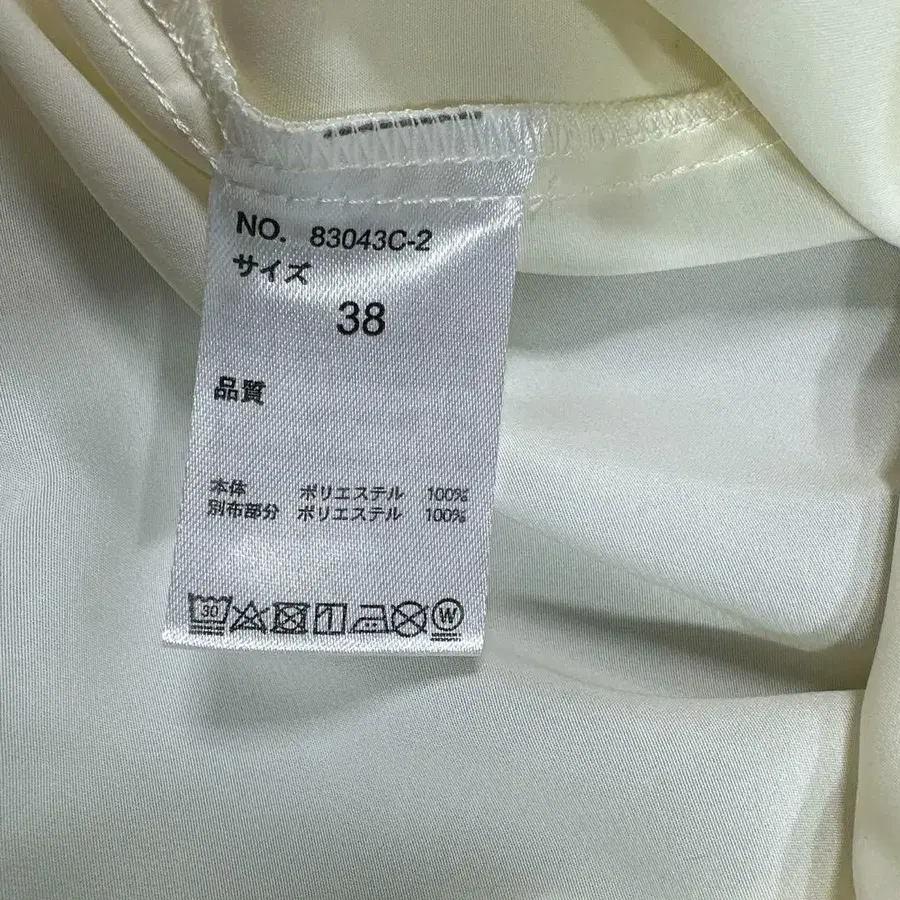 NO. 83043C-2
サイズ
38
品質
本体 ポリエステル 100%
別布部分 ポリエステル 100%
30
W